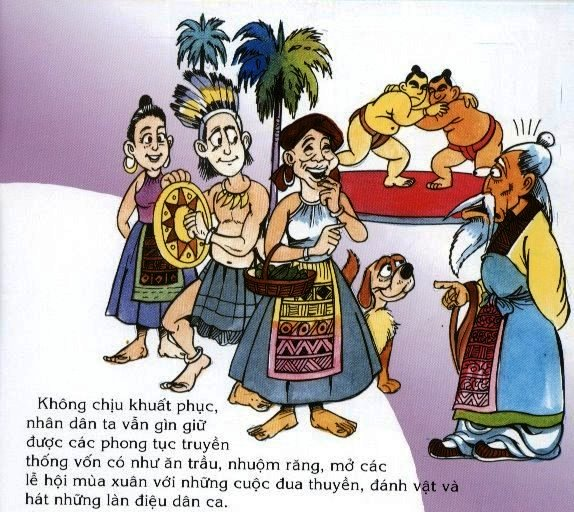 Không chịu khuất phục,
nhân dân ta vẫn gìn giữ
được các phong tục truyền
thống vốn có như ăn trầu, nhuộm răng, mở các
lễ hội mùa xuân với những cuộc đua thuyền, đánh vật và
hát những làn điệu dân ca.